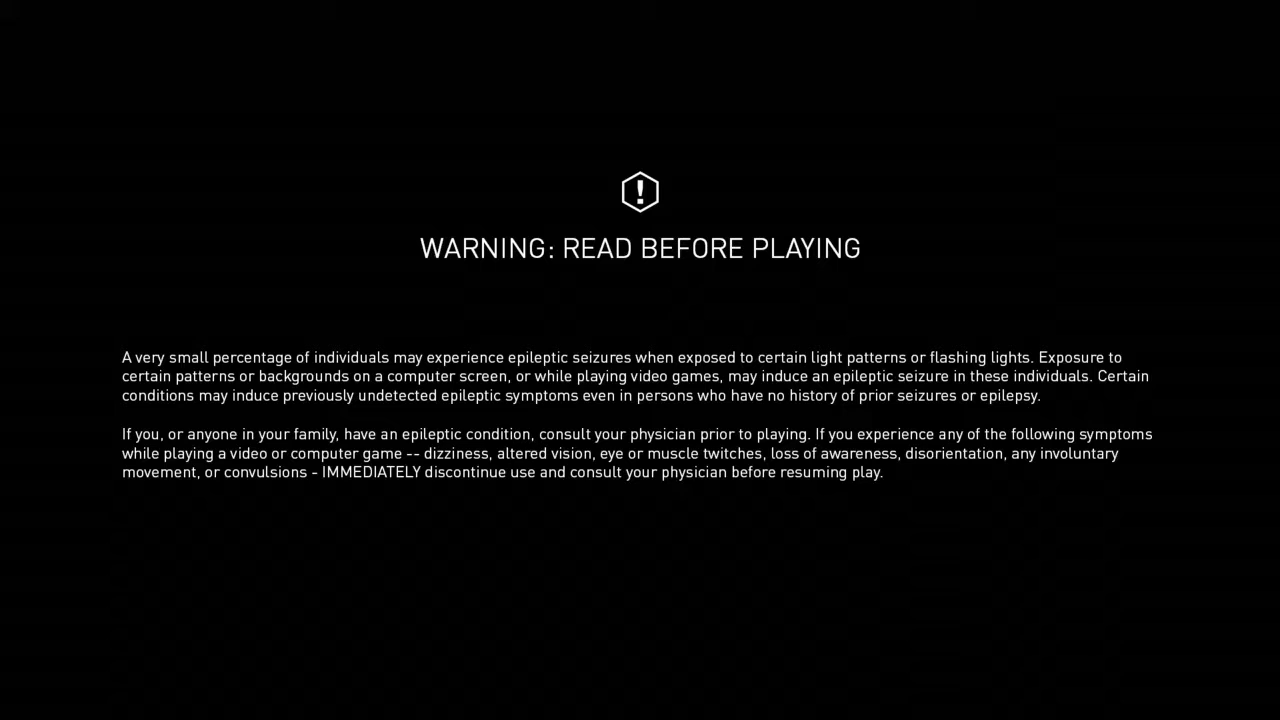 WARNING: READ BEFORE PLAYING
A very small percentage of individuals may experience epileptic seizures when exposed to certain light patterns or flashing lights. Exposure to
certain patterns or backgrounds on a computer screen, or while playing video games, may induce an epileptic seizure in these individuals. Certain
conditions may induce previously undetected epileptic symptoms even in persons who have no history of prior seizures or epilepsy.
If you, or anyone in your family, have an epileptic condition, consult your physician prior to playing. If you experience any of the following symptoms
while playing a video or computer game -- dizziness, altered vision, eye or muscle twitches, loss of awareness, disorientation, any involuntary
movement, or convulsions - IMMEDIATELY discontinue use and consult your physician before resuming play.